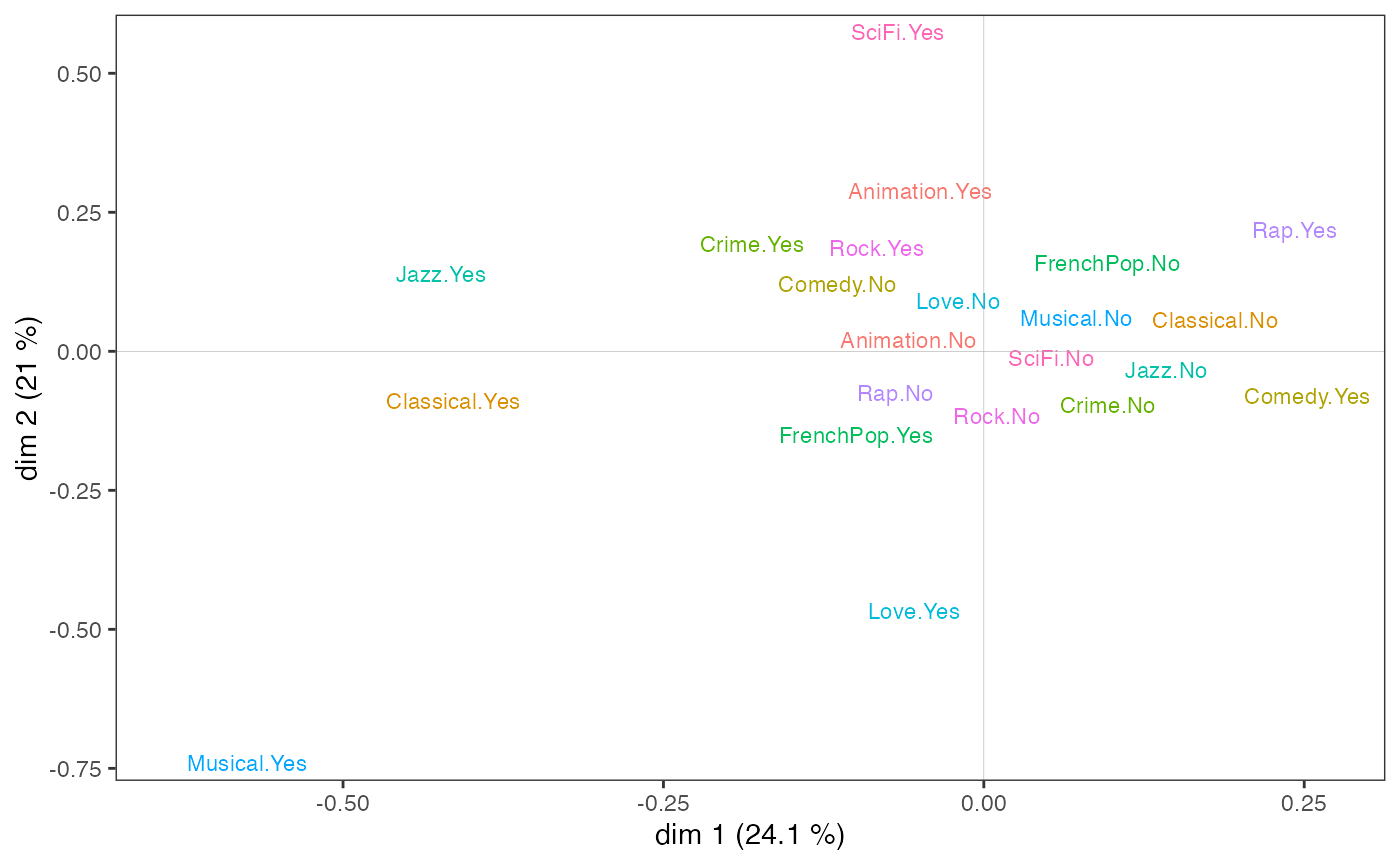 SciFi.Yes
0.50
Animation.Yes
0.25
Rap.Yes
Crime.Yes
Rock.Yes
FrenchPop.No
Jazz.Yes
Comedy.No
Love.No
Musical.No
Classical.No
Animation.No
0.00
SciFi.No
Jazz.No
Rap.No
Comedy.Yes
Classical.Yes
Crime.No
Rock.No
FrenchPop.Yes
dim 2 (21 %)
-0.25
Love.Yes
-0.50
Musical.Yes
-0.75
-0.50
-0.25
0.00
0.25
dim 1 (24.1 %)